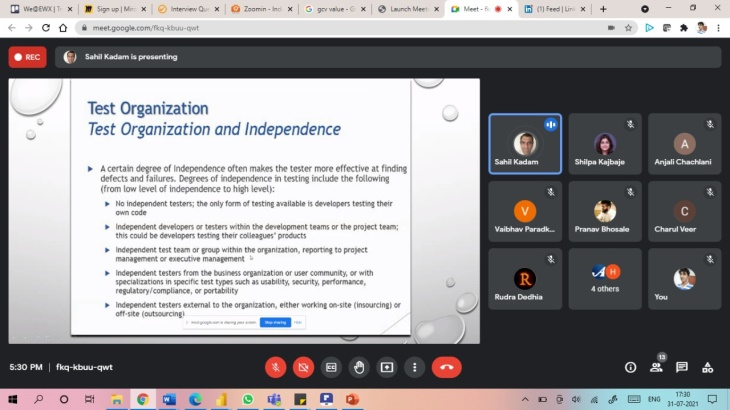 We@EWX | T
Sign up | Min
Interview Qu
Zoomin - Ind
gcv value - G
Launch Meet
Meet - f
(1) Feed | Lin
meet.google.com/fkq-kbuu-qwt
REC
Sahil Kadam is presenting
Test Organization
Test Organization and Independence
A certain degree of independence often makes the tester more effective at finding
defects and failures. Degrees of independence in testing include the following
(from low level of independence to high level):
No independent testers; the only form of testing available is developers testing their
own code
Independent developers or testers within the development teams or the project team;
this could be developers testing their colleagues' products
Independent test team or group within the organization, reporting to project
management or executive management
Independent testers from the business organization or user community, or with
specializations in specific test types such as usability, security, performance,
regulatory/compliance, or portability
Independent testers external to the organization, either working on-site (insourcing) or
off-site (outsourcing)
meet.google.com is sharing your screen
Stop sharing
Hide
Sahil Kadam
Shilpa Kajbaje
A
Anjali Chachlani
V
Vaibhav Paradk...
Pranav Bhosale
C
Charul Veer
R
Rudra Dedhia
H
4 others
You
5:30 PM | fkq-kbuu-qwt
13
ENG
17:30
31-07-2021